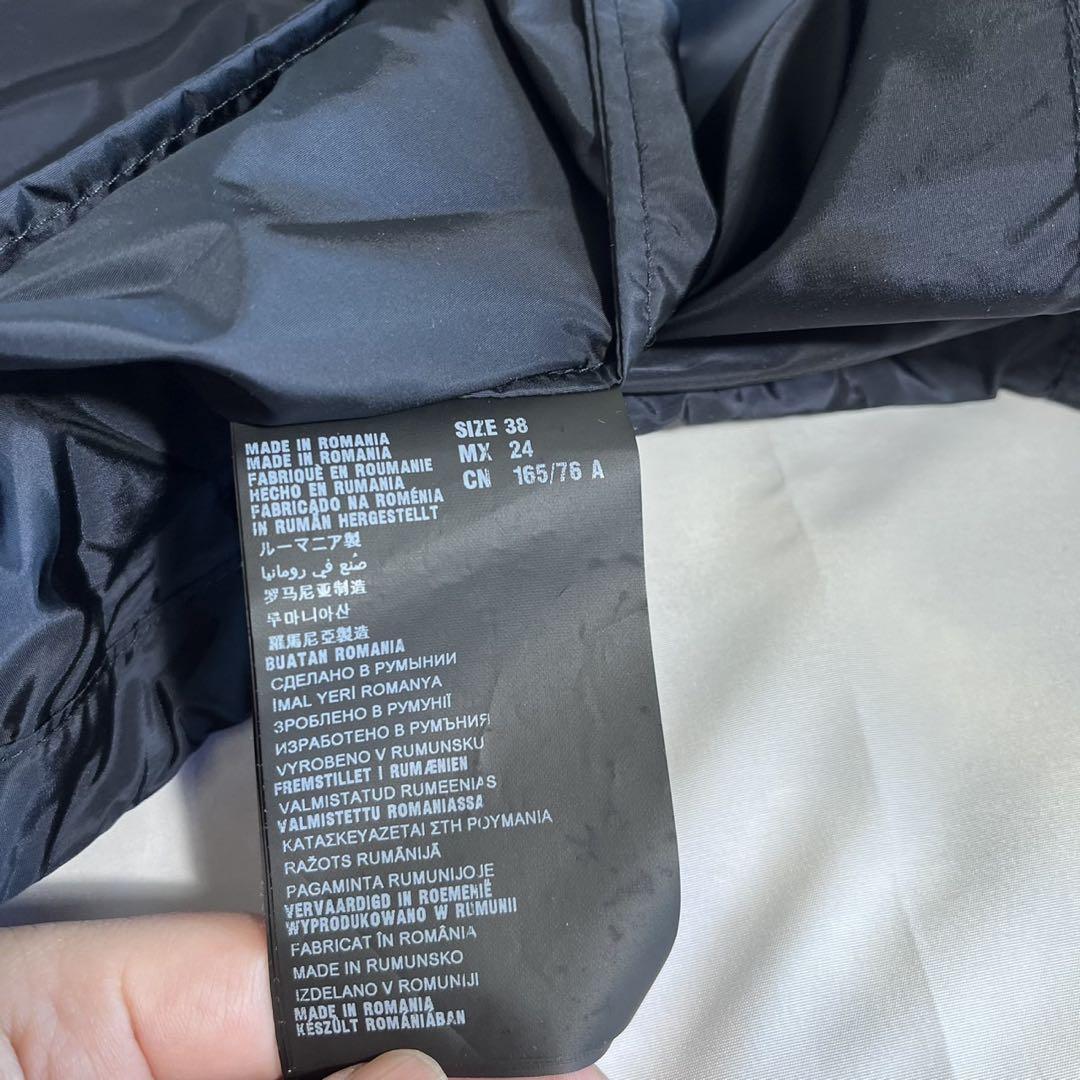 MADE IN ROMANIA
MADE IN ROMANIA
FABRIQUÈ EN ROUMANIE
HECHO EN RUMANIA
FABRICADO NA ROMÉNIA
IN RUMÄN HERGESTELLT
ルーマニア製
صُنع في رومانيا
罗马尼亚制造
루마니아산
羅馬尼亞製造
BUATAN ROMANIA
СДЕЛАНО В РУМЫНИИ
İMAL YERİ ROMANYA
ЗРОБЛЕНО В РУМУНІЇ
ИЗРАБОТЕНО В РУМЪНИЯ
VYROBENO V RUMUNSKU
FREMSTILLET I RUMÆNIEN
VALMISTATUD RUMEENIAS
VALMISTETTU ROMANIASSA
ΚΑΤΑΣΚΕΥΑΖΕΤΑΙ ΣΤΗ ΡΟΥΜΑΝΙΑ
RAŽOTS RUMĀNIJĀ
PAGAMINTA RUMUNIJOJE
VERVAARDIGD IN ROEMENIË
WYPRODUKOWANO W RUMUNII
FABRICAT ÎN ROMÂNIA
MADE IN RUMUNSKO
IZDELANO V ROMUNIJI
MADE IN ROMANIA
KÉSZÜLT ROMÁNIÁBAN
SIZE 38
MX 24
CN 165/76 A